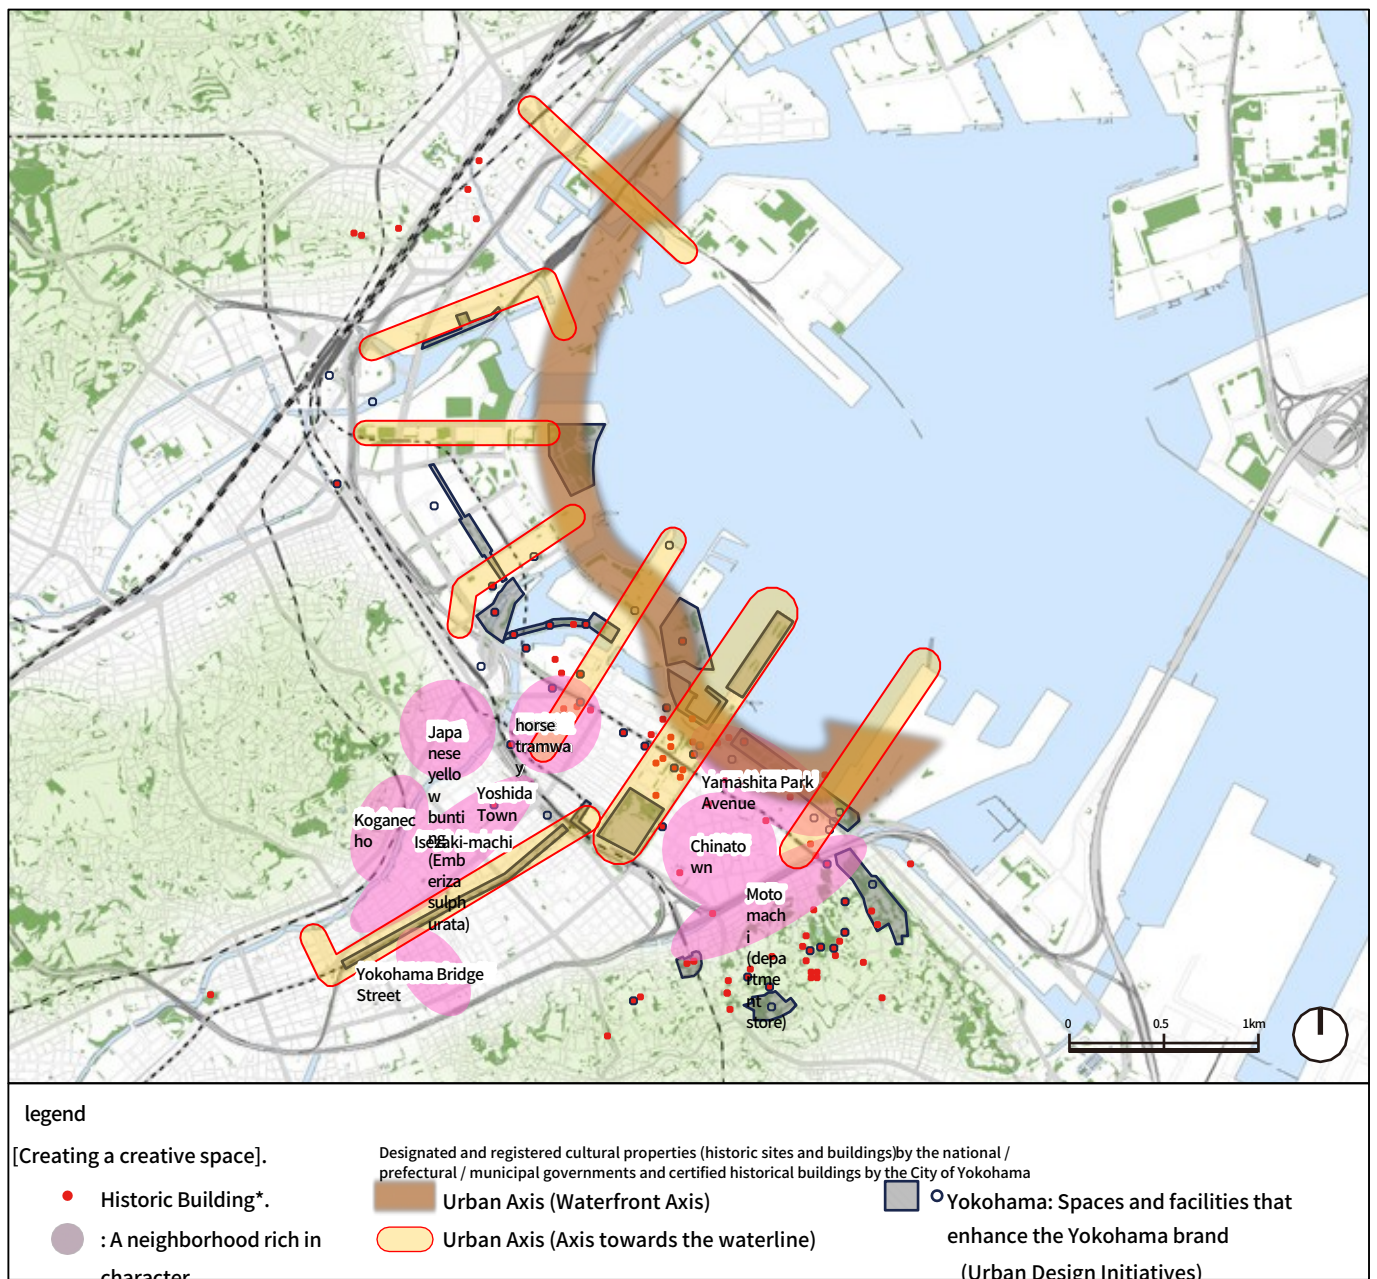 Japa
nese
yello
w
bunti
ng
(Emb
eriza
sulph
urata)
horse
tramwa
y
Yoshida
Town
Koganec
ho
Isezaki-machi
Yamashita Park
Avenue
Chinato
wn
Moto
mach
i
(depa
rtme
nt
store)
Yokohama Bridge
Street
0 0.5 1km
legend
[Creating a creative space].
Designated and registered cultural properties (historic sites and buildings)by the national /
prefectural / municipal governments and certified historical buildings by the City of Yokohama
Historic Building*.
Urban Axis (Waterfront Axis)
Yokohama: Spaces and facilities that
enhance the Yokohama brand
(Urban Design Initiatives)
: A neighborhood rich in
character
Urban Axis (Axis towards the waterline)